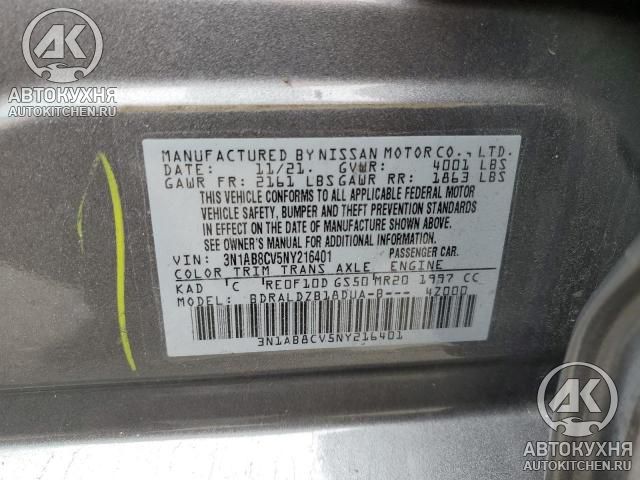 АК
АВТОКУХНЯ
AUTOKITCHEN.RU
MANUFACTURED BY NISSAN MOTOR CO., LTD.
DATE: 11/21. GVWR: 4001 LBS
GAWR FR: 2161 LBS GAWR RR: 1863 LBS
THIS VEHICLE CONFORMS TO ALL APPLICABLE FEDERAL MOTOR
VEHICLE SAFETY, BUMPER AND THEFT PREVENTION STANDARDS
IN EFFECT ON THE DATE OF MANUFACTURE SHOWN ABOVE.
SEE OWNER'S MANUAL FOR ADDITIONAL INFORMATION.
VIN: 3N1AB8CV5NY216401 PASSENGER CAR.
COLOR TRIM TRANS AXLE ENGINE
KAD C RE0F10D GS50 MR20 1997 CC
BDRALDZB18DUA-B--- 4Z000
3N1AB8CV5NY216401
АК
АВТОКУХНЯ
WWW.AUTOKITCHEN.RU